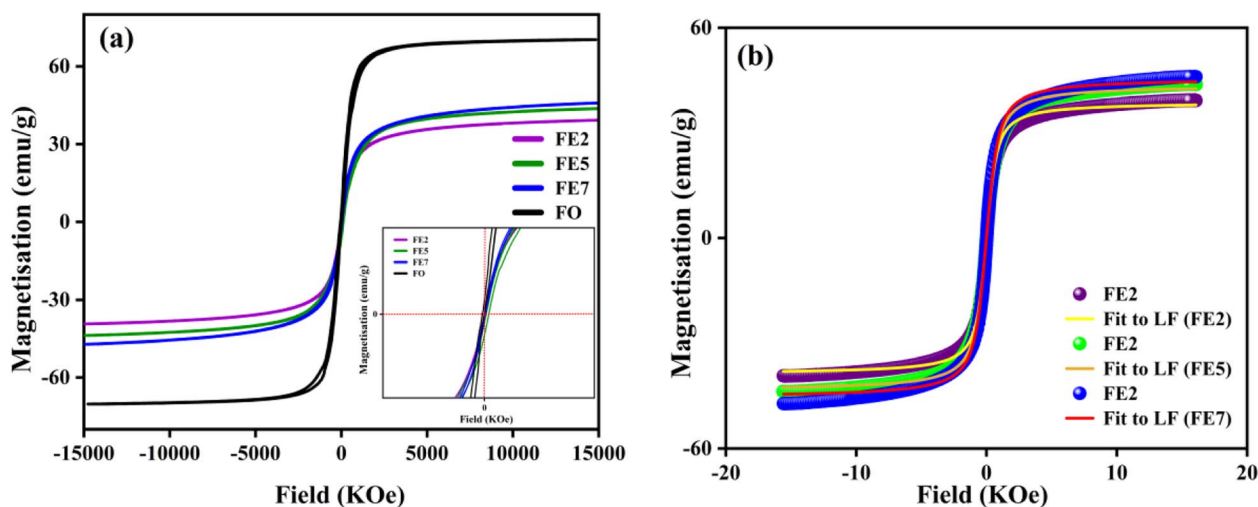 (a)
Magnetisation (emu/g)
60
30
0
-30
-60
FE2
FE5
FE7
FO
FE2
FE5
FE7
FO
Magnetisation (emu/g)
0
0
Field (KOe)
-15000 -10000 -5000 0 5000 10000 15000
Field (KOe)
(b)
Magnetisation (emu/g)
60
0
-60
FE2
Fit to LF (FE2)
FE2
Fit to LF (FE5)
FE2
Fit to LF (FE7)
-20 -10 0 10 20
Field (KOe)